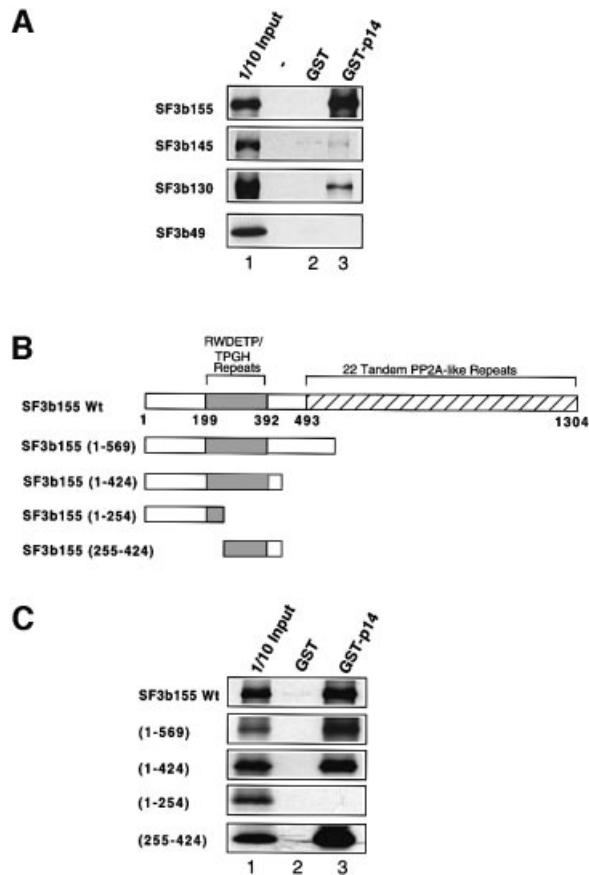 A
1/10 Input
-
GST
GST-p14
SF3b155
SF3b145
SF3b130
SF3b49
1 2 3
B
RWDETP/
TPGH
Repeats
22 Tandem PP2A-like Repeats
SF3b155 Wt
1 199 392 493 1304
SF3b155 (1-569)
SF3b155 (1-424)
SF3b155 (1-254)
SF3b155 (255-424)
C
1/10 Input
GST
GST-p14
SF3b155 Wt
(1-569)
(1-424)
(1-254)
(255-424)
1 2 3